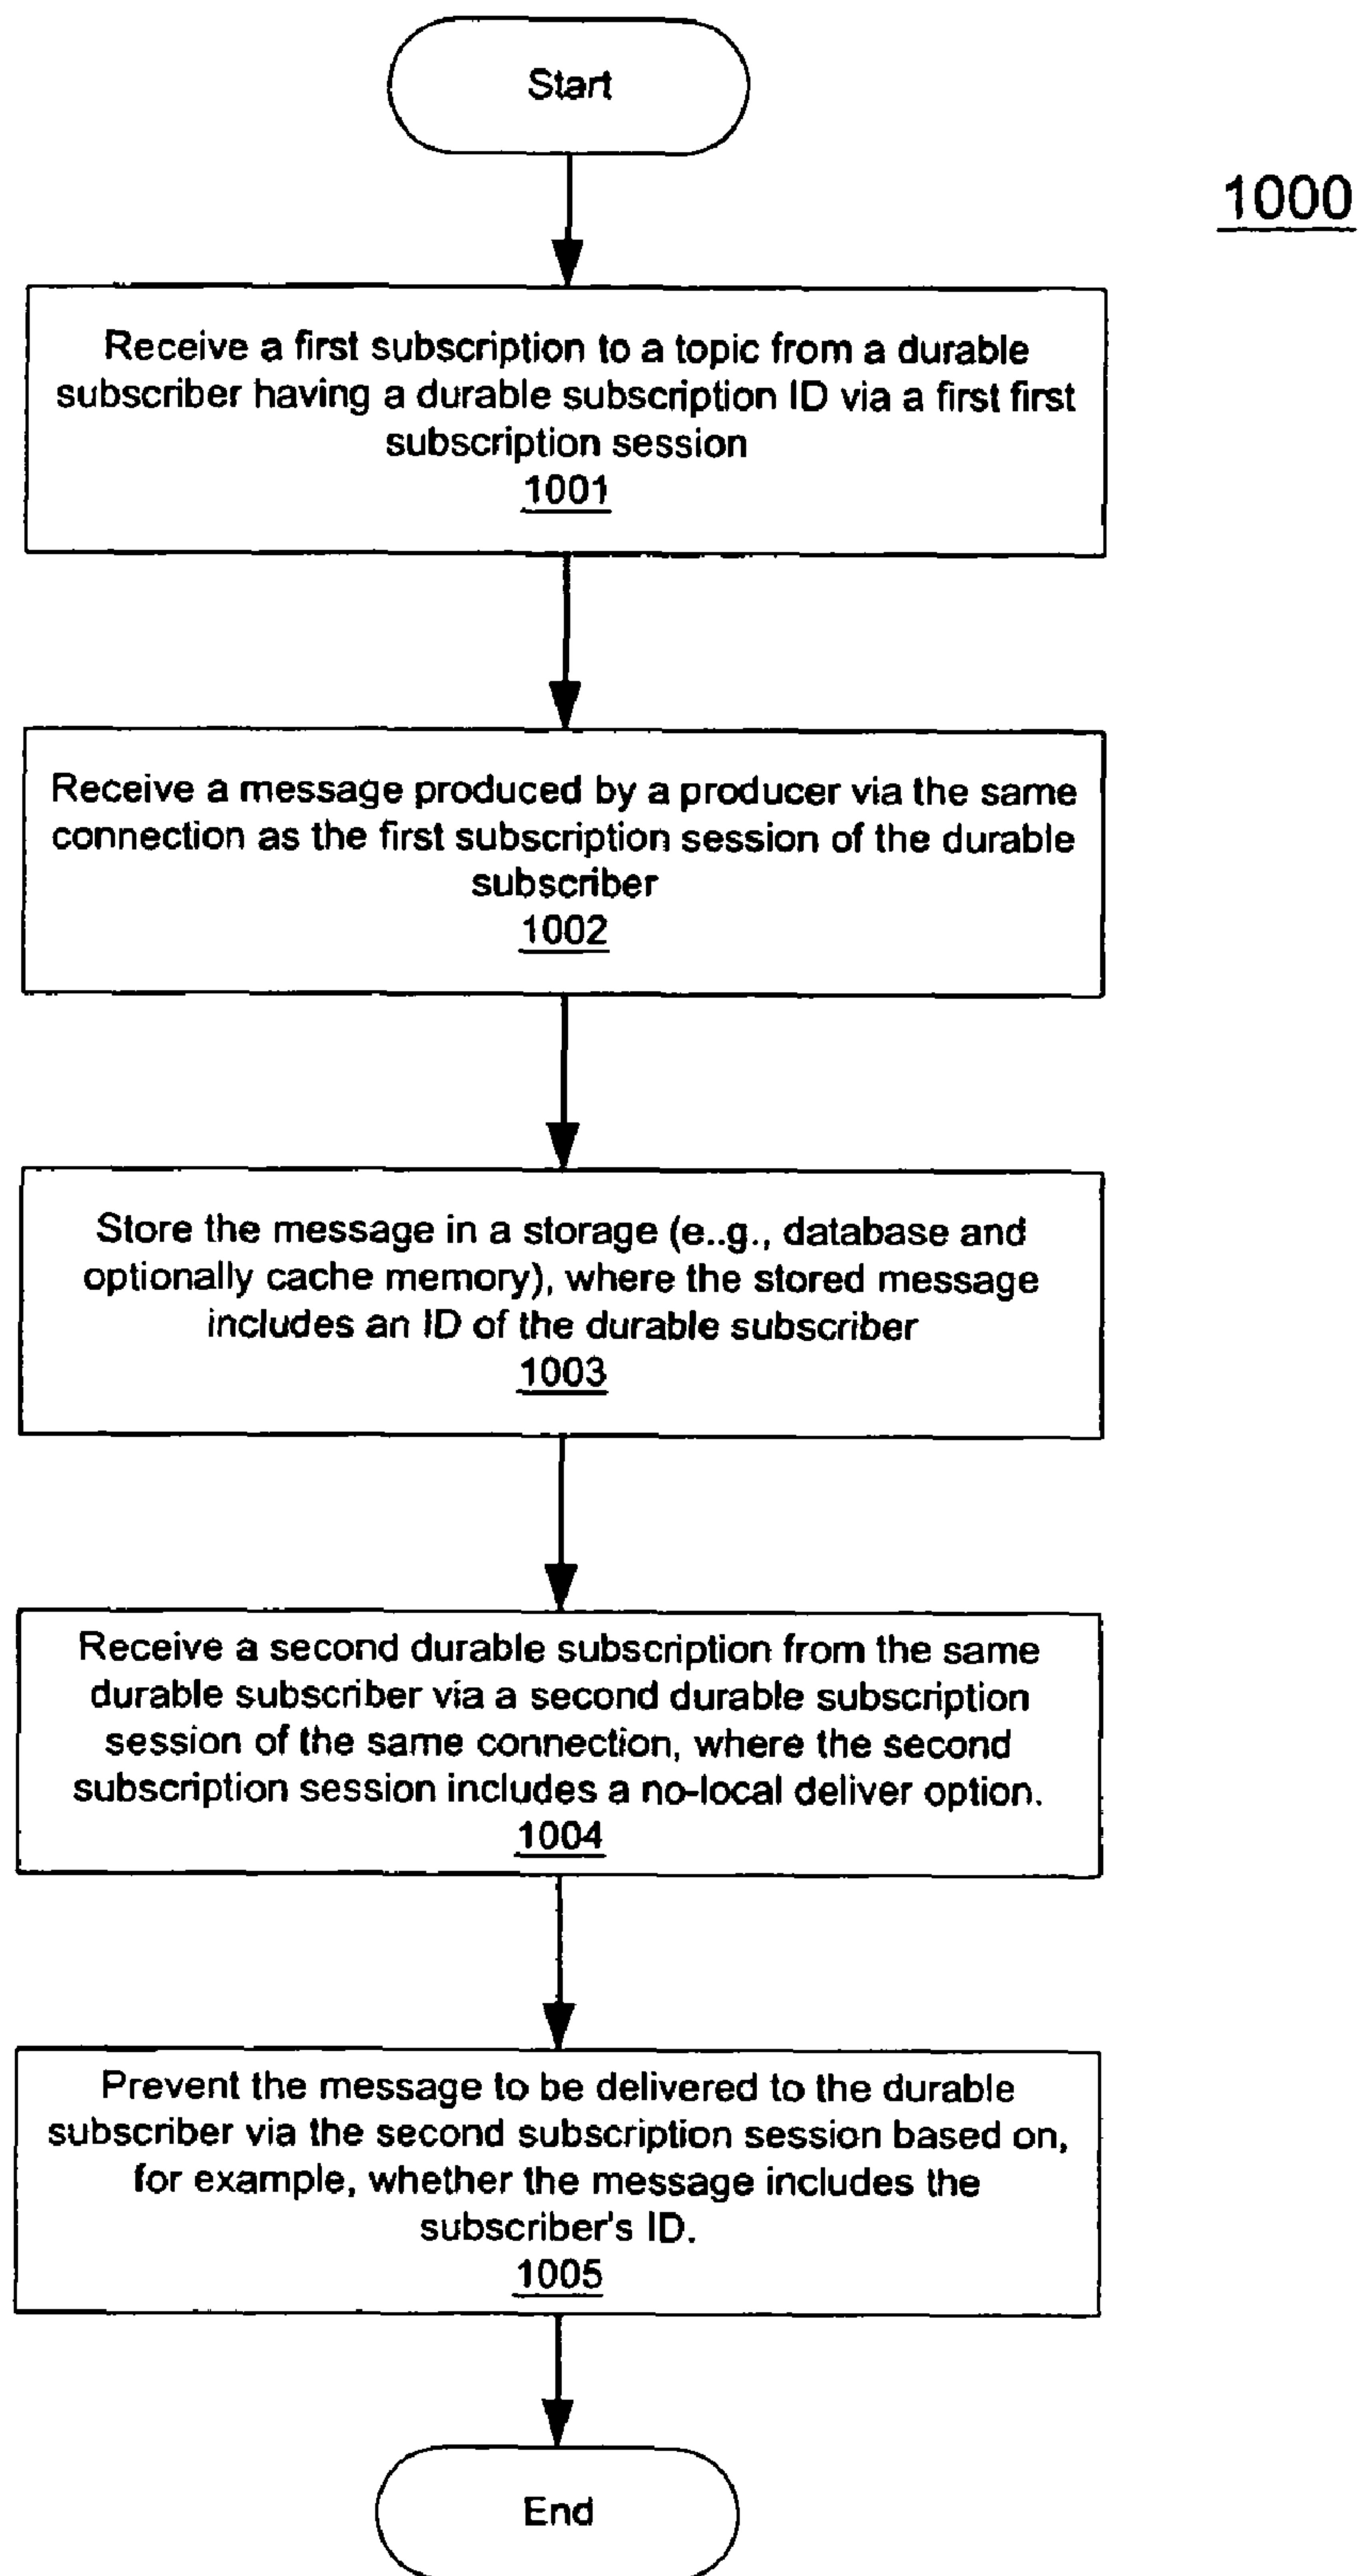 Start
1000
Receive a first subscription to a topic from a durable
subscriber having a durable subscription ID via a first first
subscription session
1001
Receive a message produced by a producer via the same
connection as the first subscription session of the durable
subscriber
1002
Store the message in a storage (e..g., database and
optionally cache memory), where the stored message
includes an ID of the durable subscriber
1003
Receive a second durable subscription from the same
durable subscriber via a second durable subscription
session of the same connection, where the second
subscription session includes a no-local deliver option.
1004
Prevent the message to be delivered to the durable
subscriber via the second subscription session based on,
for example, whether the message includes the
subscriber's ID.
1005
End